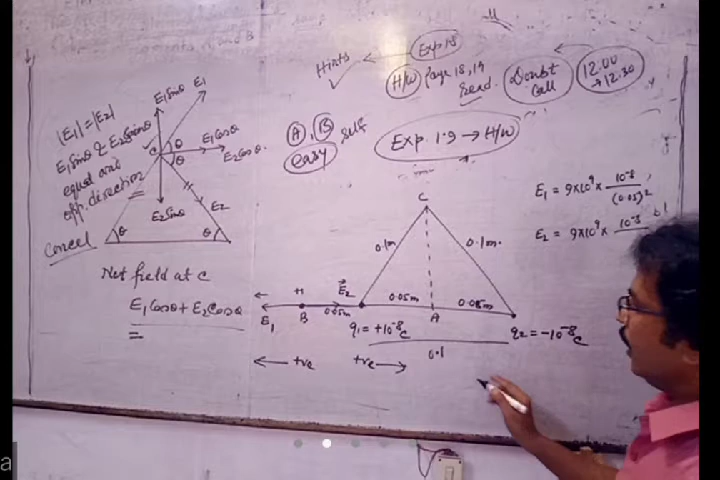 Hints
Exp 1.8
H/W Page 18, 19
Read.
Doubt
Call
12.00
→ 12.30
A, B self
easy
Exp. 1.9 → H/W
|E1| = |E2|
E1 Sinθ & E2 Sinθ
equal and
opp. direction
Cancel
E1 Sinθ
E1
C
θ
E1 Cosθ
θ
E2 Cosθ.
E2 Sinθ
E2
θ
θ
Net field at C
E1 Cosθ + E2 Cosθ
=
E1 = 9×10^9 × 10^-8 / (0.05)^2
E2 = 9×10^9 × 10^-8
C
0.1m
0.1m.
E2
0.05m
0.05m
E1
B
0.05m
A
q1 = +10^-8 C
q2 = -10^-8 C
0.1
← +ve
+ve →
a